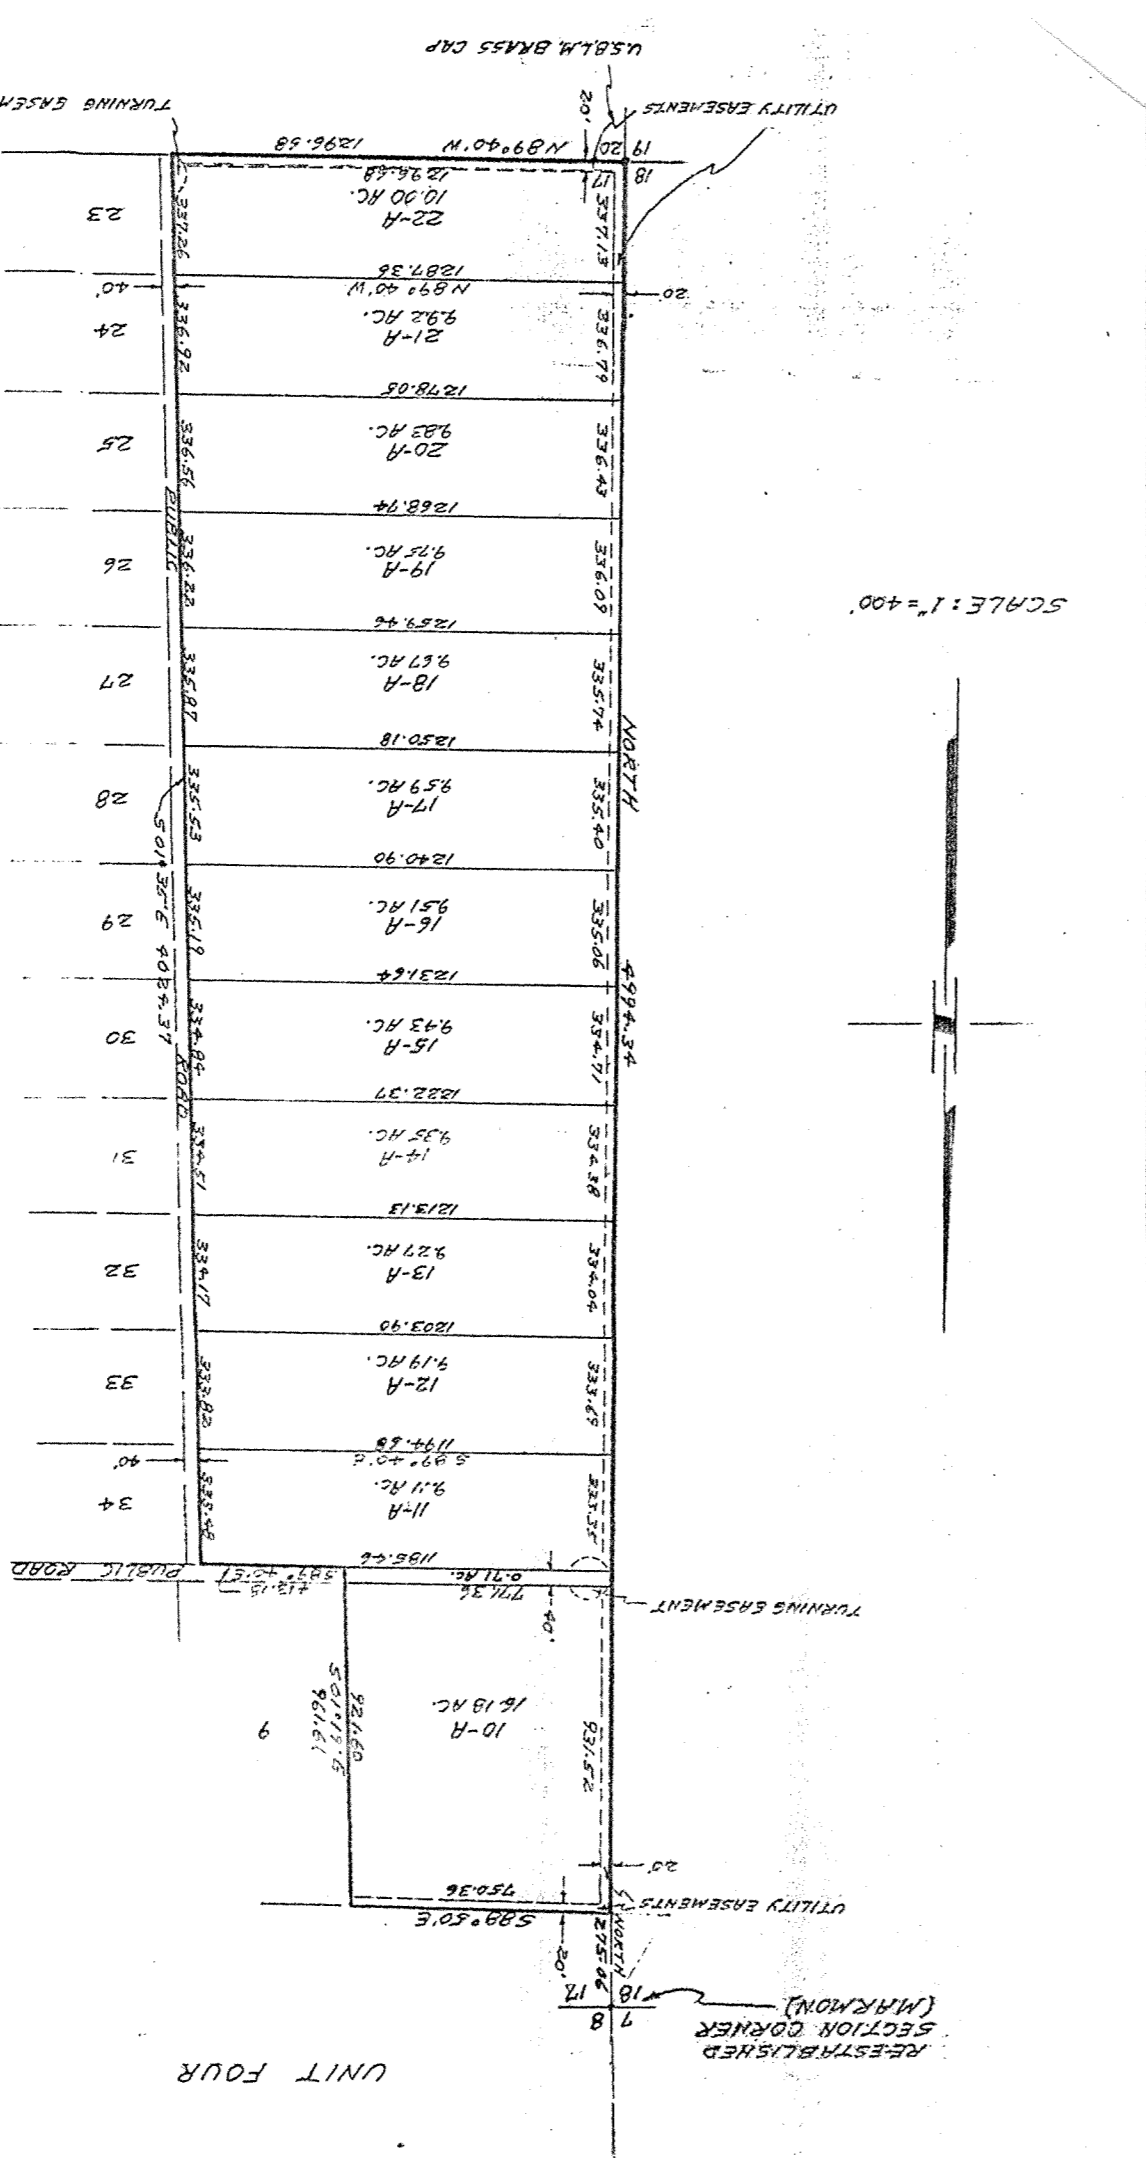 UNIT FOUR
RE-ESTABLISHED
SECTION CORNER
(MARMON)
7 8
18 17
NORTH
275.06
20'
UTILITY EASEMENTS
S 88° 50' E
750.36
20'
931.52
10-A
16.18 AC.
921.60
S 01° 19' E
961.61
9
TURNING EASEMENT
40'
771.36
0.71 AC.
413.15
S 89° 40' E
PUBLIC ROAD
1185.46
333.35
11-A
9.11 AC.
333.48
34
S 89° 40' E
40'
1194.68
333.69
12-A
9.19 AC.
333.82
33
1203.90
334.04
13-A
9.27 AC.
334.17
32
1213.13
334.38
14-A
9.35 AC.
334.51
31
1222.37
334.71
15-A
9.43 AC.
334.84
30
1231.64
335.06
16-A
9.51 AC.
335.19
29
1240.90
335.40
17-A
9.59 AC.
335.53
28
1250.18
335.74
18-A
9.67 AC.
335.87
27
1259.46
336.09
19-A
9.75 AC.
336.22
26
1268.74
336.43
20-A
9.83 AC.
336.56
25
1278.05
336.79
21-A
9.92 AC.
336.92
24
N 89° 40' W
40'
20'
1287.36
337.13
22-A
10.00 AC.
337.26
23
1296.68
18 17
19 20
N 89° 40' W 1296.68
20'
NORTH 4994.34
S 01° 35' E 4024.37
PUBLIC ROAD
SCALE: 1" = 400'
UTILITY EASEMENTS
TURNING EASEM
U.S.B.L.M. BRASS CAP